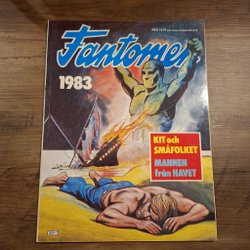 Fantomen
1983
KIT och
SMÅFOLKET
MANNEN
från HAVET